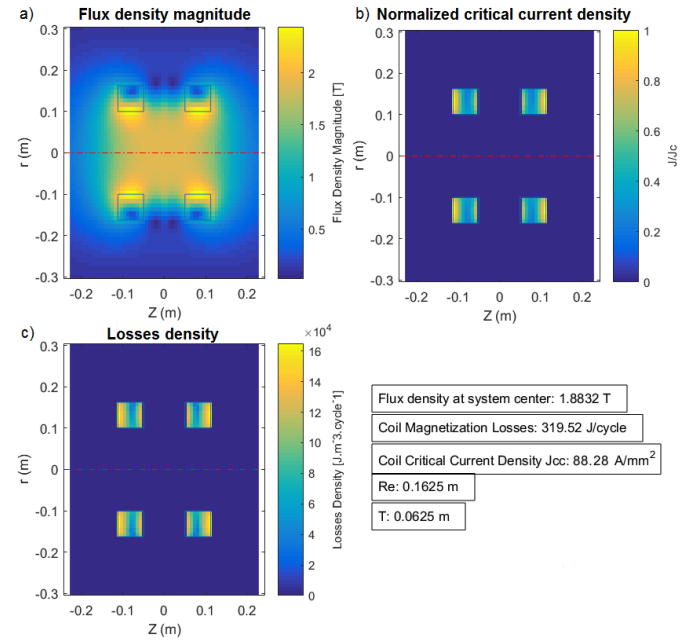 a) Flux density magnitude
0.3
0.2
0.1
0
-0.1
-0.2
-0.3
r (m)
-0.2 -0.1 0 0.1 0.2
Z (m)
2
1.5
1
0.5
Flux Density Magnitude [T]
b) Normalized critical current density
0.3
0.2
0.1
0
-0.1
-0.2
-0.3
r (m)
-0.2 -0.1 0 0.1 0.2
Z (m)
1
0.8
0.6
0.4
0.2
0
J/Jc
c) Losses density
0.3
0.2
0.1
0
-0.1
-0.2
-0.3
r (m)
-0.2 -0.1 0 0.1 0.2
Z (m)
×10^4
16
14
12
10
8
6
4
2
0
Losses Density [J.m^-3.cycle^-1]
Flux density at system center: 1.8832 T
Coil Magnetization Losses: 319.52 J/cycle
Coil Critical Current Density Jcc: 88.28 A/mm²
Re: 0.1625 m
T: 0.0625 m